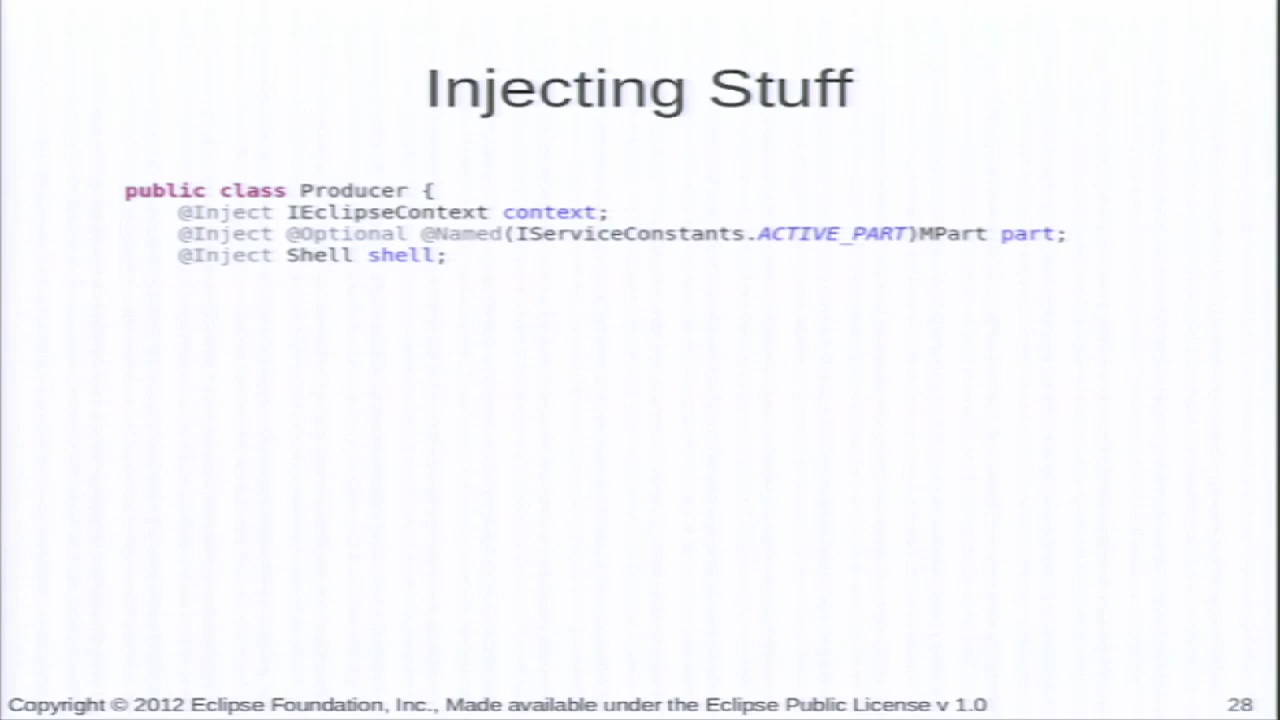 Injecting Stuff
public class Producer {
@Inject IEclipseContext context;
@Inject @Optional @Named(IServiceConstants.ACTIVE_PART)MPart part;
@Inject Shell shell;
Copyright © 2012 Eclipse Foundation, Inc., Made available under the Eclipse Public License v 1.0
28